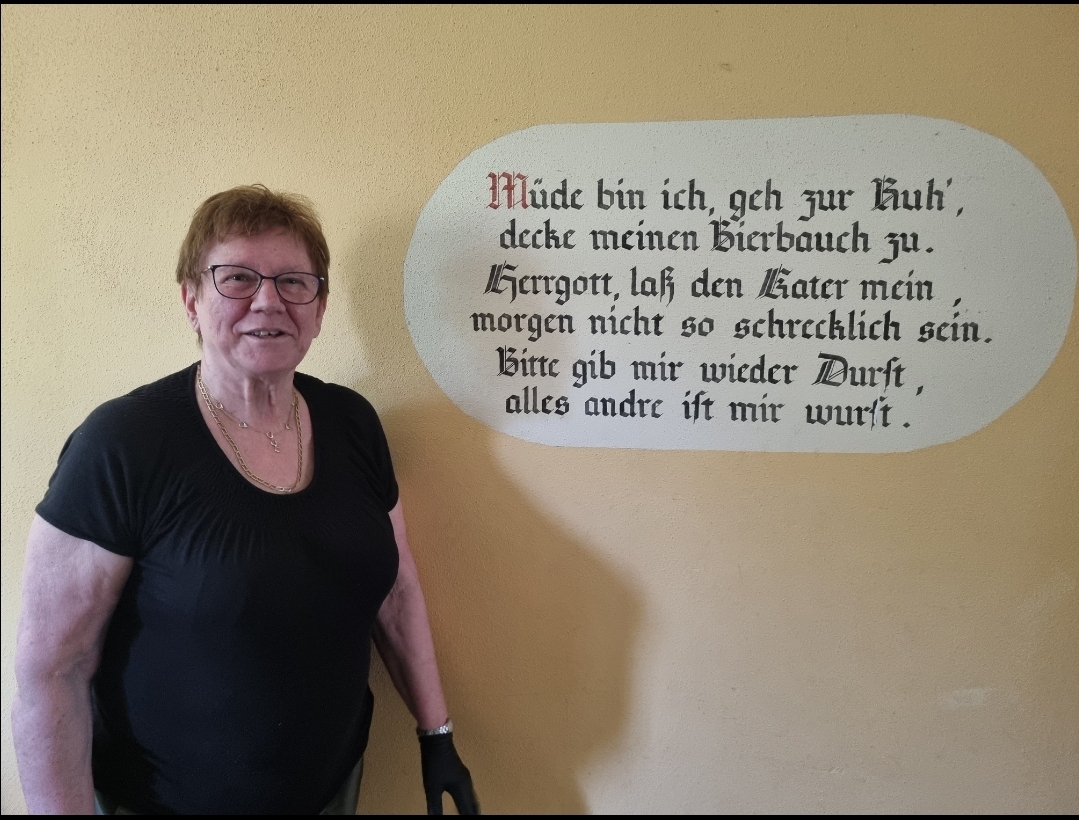 Müde bin ich, geh zur Ruh',
decke meinen Bierbauch zu.
Herrgott, laß den Kater mein,
morgen nicht so schrecklich sein.
Bitte gib mir wieder Durst,
alles andre ist mir wurst.